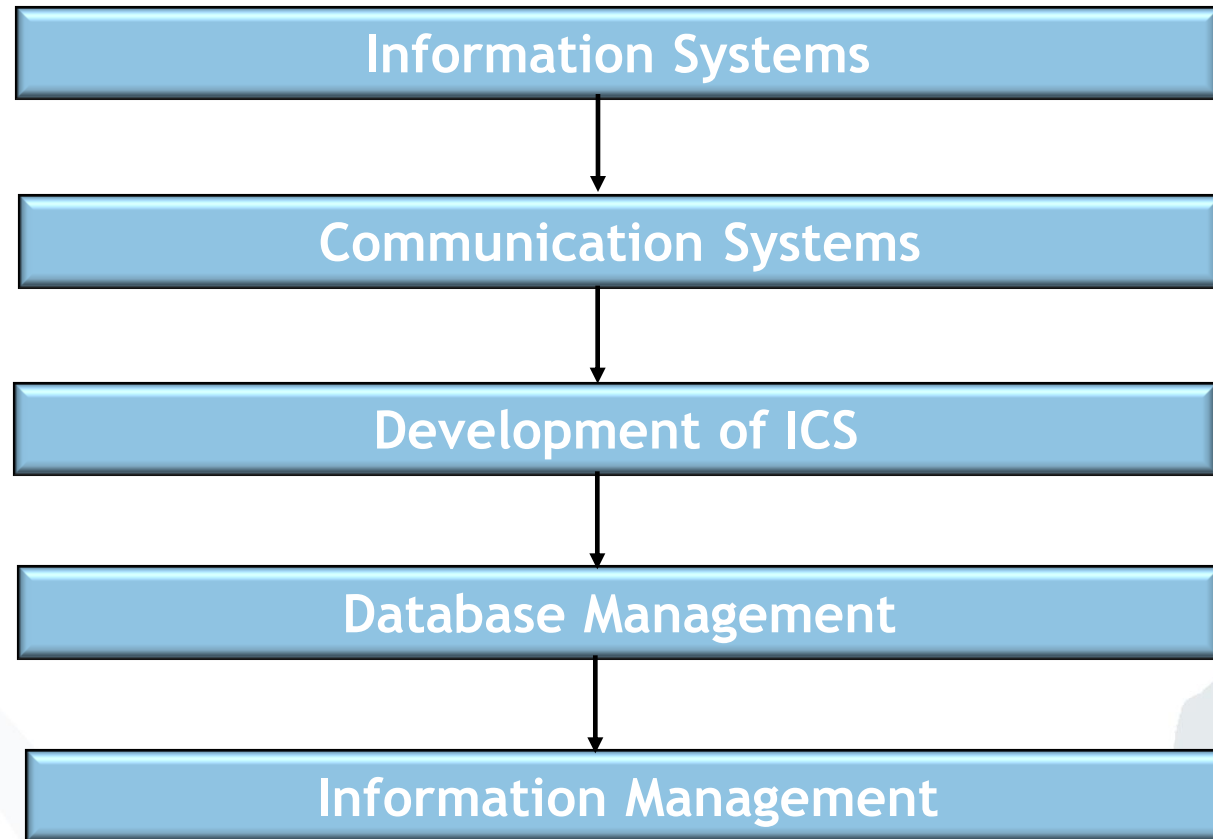 Information Systems
Communication Systems
Development of ICS
Database Management
Information Management